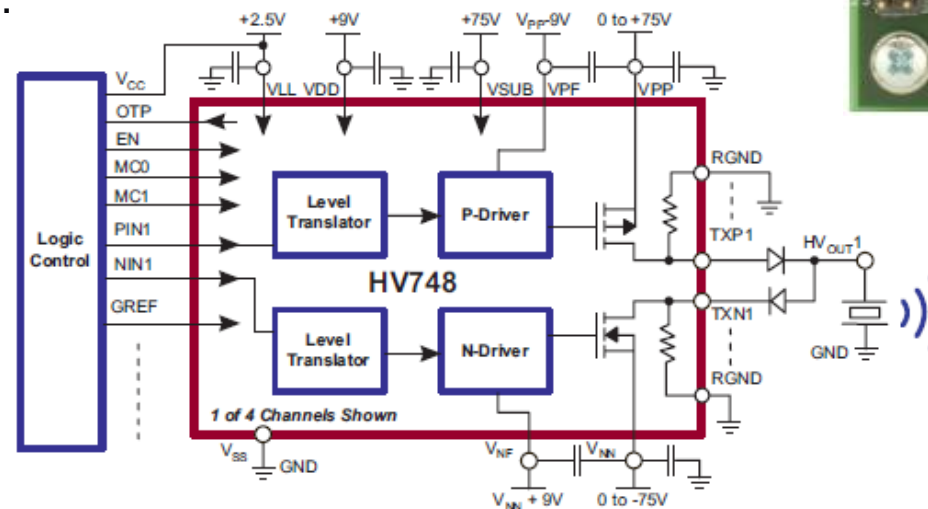 .
+2.5V +9V +75V VPP-9V 0 to +75V
VCC
VLL VDD VSUB VPF VPP
OTP
EN
MC0
MC1
PIN1
NIN1
GREF
Logic
Control
Level
Translator
P-Driver
RGND
TXP1
HVOUT1
HV748
Level
Translator
N-Driver
TXN1
RGND
GND
1 of 4 Channels Shown
VSS
GND
VNF VNN
VNN + 9V 0 to -75V